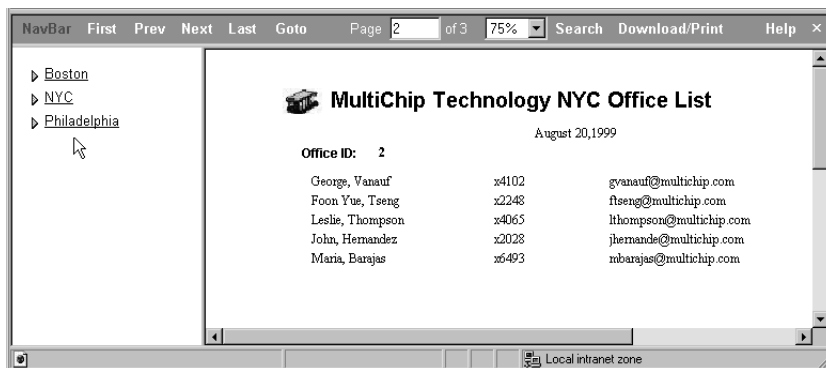 NavBar First Prev Next Last Goto Page 2 of 3 75% Search Download/Print Help ×
Boston
NYC
Philadelphia
MultiChip Technology NYC Office List
August 20,1999
Office ID: 2
George, Vanauf x4102 gvanauf@multichip.com
Foon Yue, Tseng x2248 ftseng@multichip.com
Leslie, Thompson x4065 lthompson@multichip.com
John, Hernandez x2028 jhernande@multichip.com
Maria, Barajas x6493 mbarajas@multichip.com
Local intranet zone